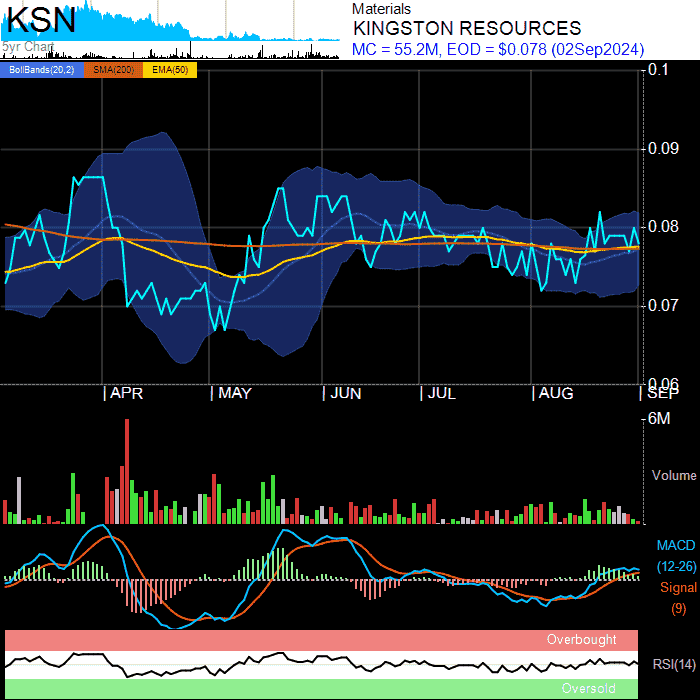 KSN
5yr Chart
Materials
KINGSTON RESOURCES
MC = 55.2M, EOD = $0.078 (02Sep2024)
BollBands(20,2) SMA(200) EMA(50)
0.1
0.09
0.08
0.07
0.06
APR MAY JUN JUL AUG SEP
6M
Volume
MACD
(12-26)
Signal
(9)
Overbought
RSI(14)
Oversold